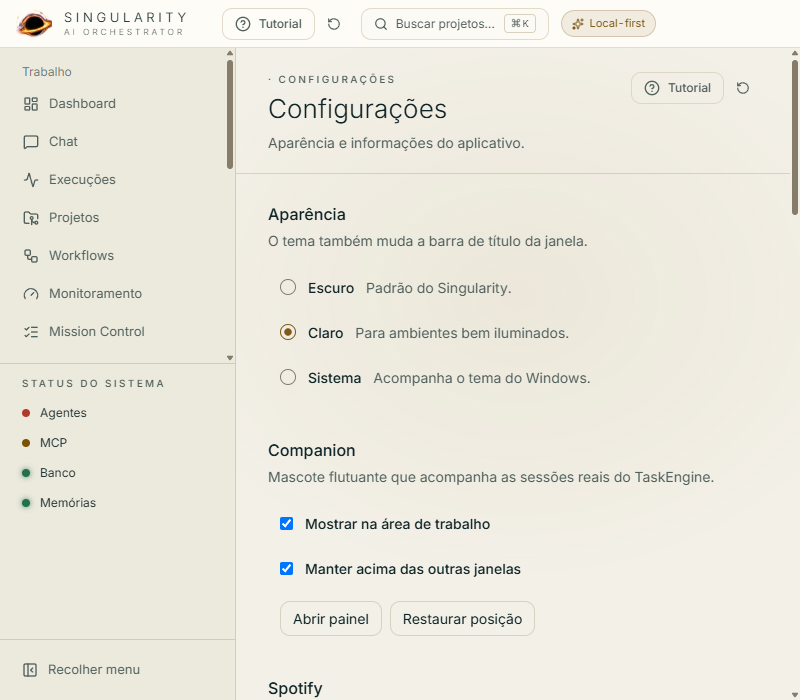 SINGULARITY
AI ORCHESTRATOR
Tutorial
Buscar projetos...
⌘ K
Local-first
Trabalho
Dashboard
Chat
Execuções
Projetos
Workflows
Monitoramento
Mission Control
STATUS DO SISTEMA
Agentes
MCP
Banco
Memórias
Recolher menu
· CONFIGURAÇÕES
Configurações
Aparência e informações do aplicativo.
Tutorial
Aparência
O tema também muda a barra de título da janela.
Escuro Padrão do Singularity.
Claro Para ambientes bem iluminados.
Sistema Acompanha o tema do Windows.
Companion
Mascote flutuante que acompanha as sessões reais do TaskEngine.
Mostrar na área de trabalho
Manter acima das outras janelas
Abrir painel
Restaurar posição
Spotify